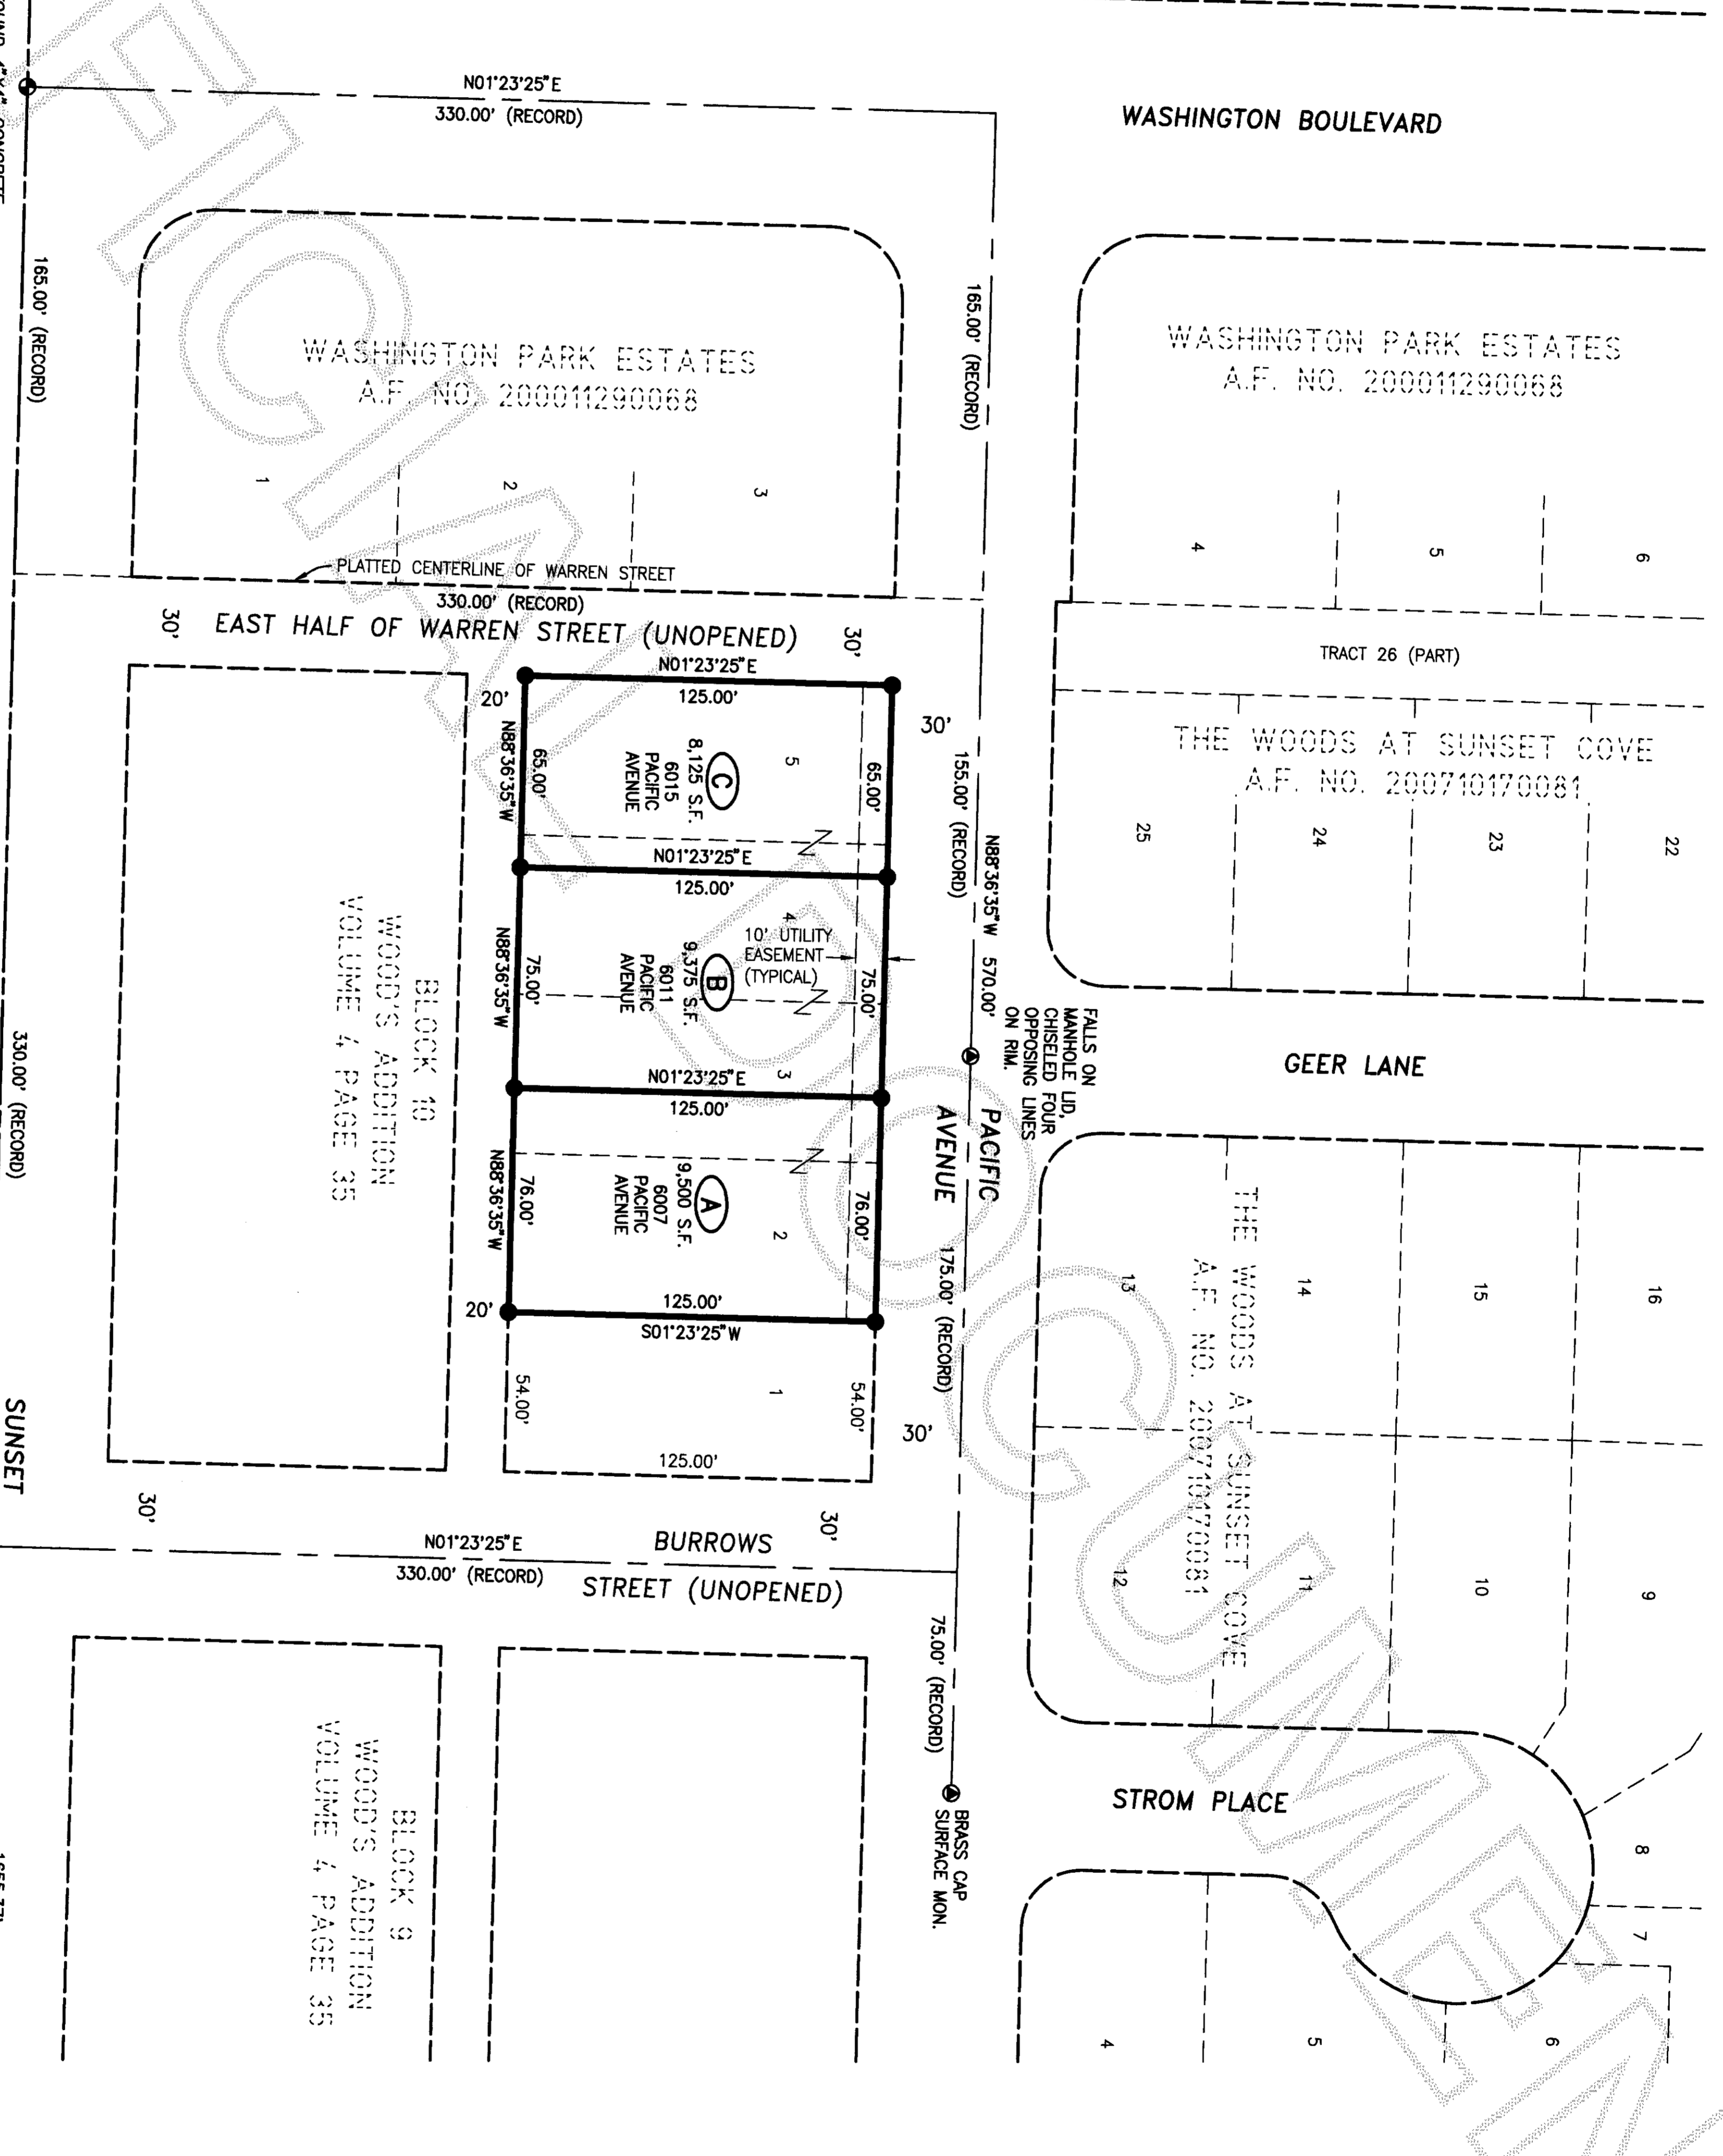 WASHINGTON BOULEVARD
N01°23'25"E
330.00' (RECORD)
165.00' (RECORD)
165.00' (RECORD)
WASHINGTON PARK ESTATES
A.F. NO. 200011290068
1
2
3
WASHINGTON PARK ESTATES
A.F. NO. 200011290068
4
5
6
PLATTED CENTERLINE OF WARREN STREET
330.00' (RECORD)
EAST HALF OF WARREN STREET (UNOPENED)
30'
30'
TRACT 26 (PART)
THE WOODS AT SUNSET COVE
A.F. NO. 200710170081
25
24
23
22
N01°23'25"E
125.00'
20'
30'
N88°36'35"W
65.00'
C
8,125 S.F.
6015
PACIFIC
AVENUE
5
65.00'
155.00' (RECORD)
N88°36'35"W 570.00'
N01°23'25"E
125.00'
N88°36'35"W
75.00'
B
9,375 S.F.
6011
PACIFIC
AVENUE
4
10' UTILITY
EASEMENT
(TYPICAL)
75.00'
3
N01°23'25"E
125.00'
FALLS ON
MANHOLE LID,
CHISELED FOUR
OPPOSING LINES
ON RIM.
PACIFIC
AVENUE
GEER LANE
N88°36'35"W
76.00'
A
9,500 S.F.
6007
PACIFIC
AVENUE
2
76.00'
175.00' (RECORD)
125.00'
S01°23'25"W
20'
54.00'
1
54.00'
30'
125.00'
BLOCK 10
WOOD'S ADDITION
VOLUME 4 PAGE 35
330.00' (RECORD)
SUNSET
THE WOODS AT SUNSET COVE
A.F. NO. 200710170081
13
14
15
16
12
11
10
9
30'
30'
N01°23'25"E
330.00' (RECORD)
BURROWS
STREET (UNOPENED)
75.00' (RECORD)
BRASS CAP
SURFACE MON.
STROM PLACE
8
7
6
5
4
BLOCK 9
WOOD'S ADDITION
VOLUME 4 PAGE 35